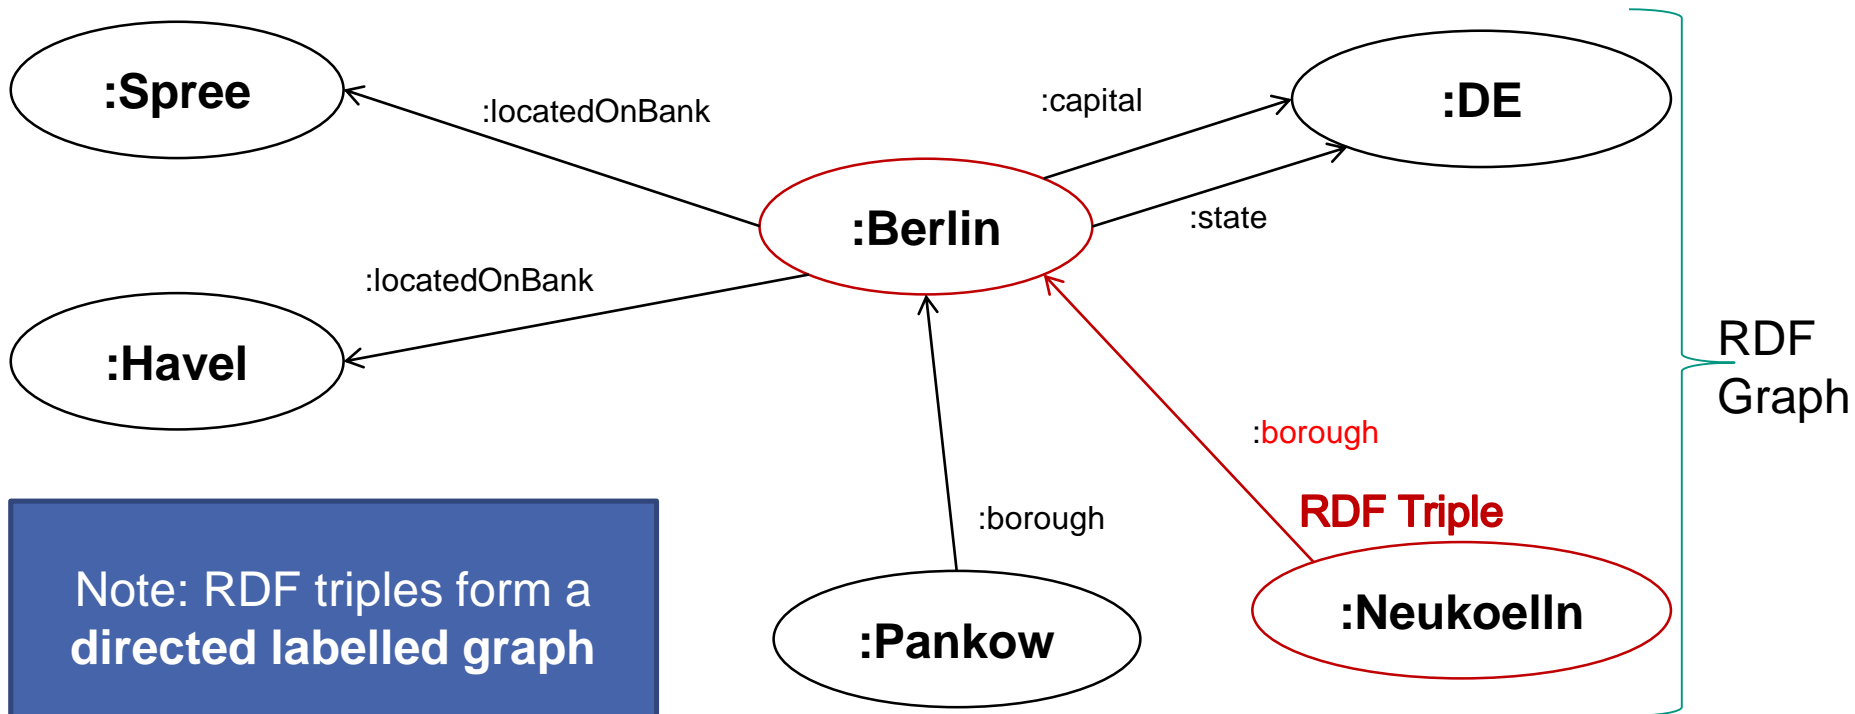 :Spree
:locatedOnBank
:capital
:DE
:Berlin
:state
:locatedOnBank
:Havel
RDF
Graph
:borough
:borough
RDF Triple
Note: RDF triples form a
directed labelled graph
:Pankow
:Neukoelln